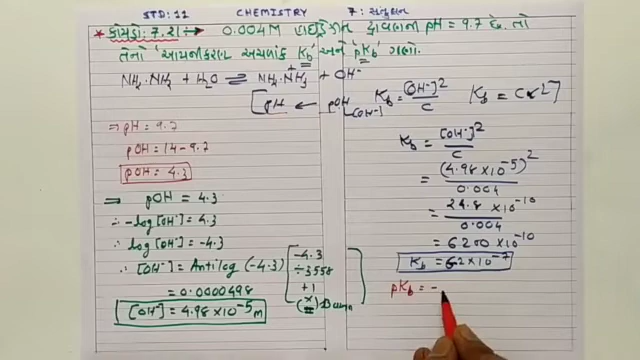 STD: 11 CHEMISTRY 7: સંતુલન
* કોયડો: 7.21 :→ 0.004M હાઇડ્રેઝીન દ્રાવણની pH = 9.7 છે. તો
તેનો આયનીકરણ અચળાંક Kb અને pKb ગણો.
NH₂·NH₂ + H₂O ⇌ NH₂·N⁺H₃ + OH⁻
[pH ← pOH [OH⁻]
⇒ pH = 9.7
pOH = 14 - 9.7
pOH = 4.3
⇒ pOH = 4.3
∴ -log[OH⁻] = 4.3
∴ log[OH⁻] = -4.3
∴ [OH⁻] = Antilog (-4.3)
= 0.0000498
[OH⁻] = 4.98 × 10⁻⁵ M
-4.3
÷ 3558
+ 1
(x) Down
Kb = [OH⁻]² / C
Kb = Cα²]
Kb = [OH⁻]² / C
= (4.98 × 10⁻⁵)² / 0.004
= 24.8 × 10⁻¹⁰ / 0.004
= 6200 × 10⁻¹⁰
Kb = 6.2 × 10⁻⁷
pKb = -